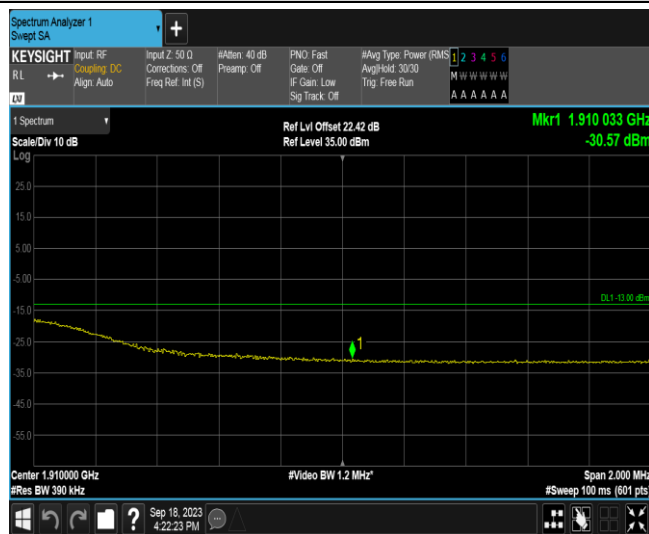 Spectrum Analyzer 1
Swept SA
+
KEYSIGHT
RL
Input: RF
Coupling: DC
Align: Auto
Input Z: 50 Ω
Corrections: Off
Freq Ref: Int (S)
#Atten: 40 dB
Preamp: Off
PNO: Fast
Gate: Off
IF Gain: Low
Sig Track: Off
#Avg Type: Power (RMS
Avg|Hold: 30/30
Trig: Free Run
1 2 3 4 5 6
M W W W W W
A A A A A A
LXI
1 Spectrum
Scale/Div 10 dB
Log
Ref Lvl Offset 22.42 dB
Ref Level 35.00 dBm
Mkr1 1.910 033 GHz
-30.57 dBm
25.0
15.0
5.00
-5.00
DL1 -13.00 dBm
-15.0
1
-25.0
-35.0
-45.0
-55.0
Center 1.910000 GHz
#Res BW 390 kHz
#Video BW 1.2 MHz*
Span 2.000 MHz
#Sweep 100 ms (601 pts)
?
Sep 18, 2023
4:22:23 PM